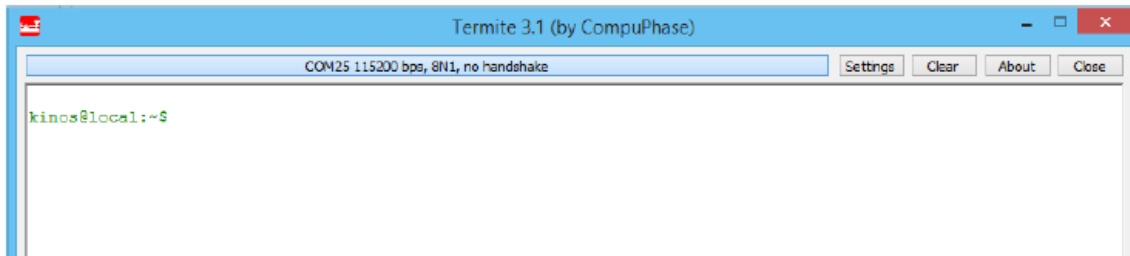 Termite 3.1 (by CompuPhase)
COM25 115200 bps, 8N1, no handshake
Settings
Clear
About
Close
kinos@local:~$